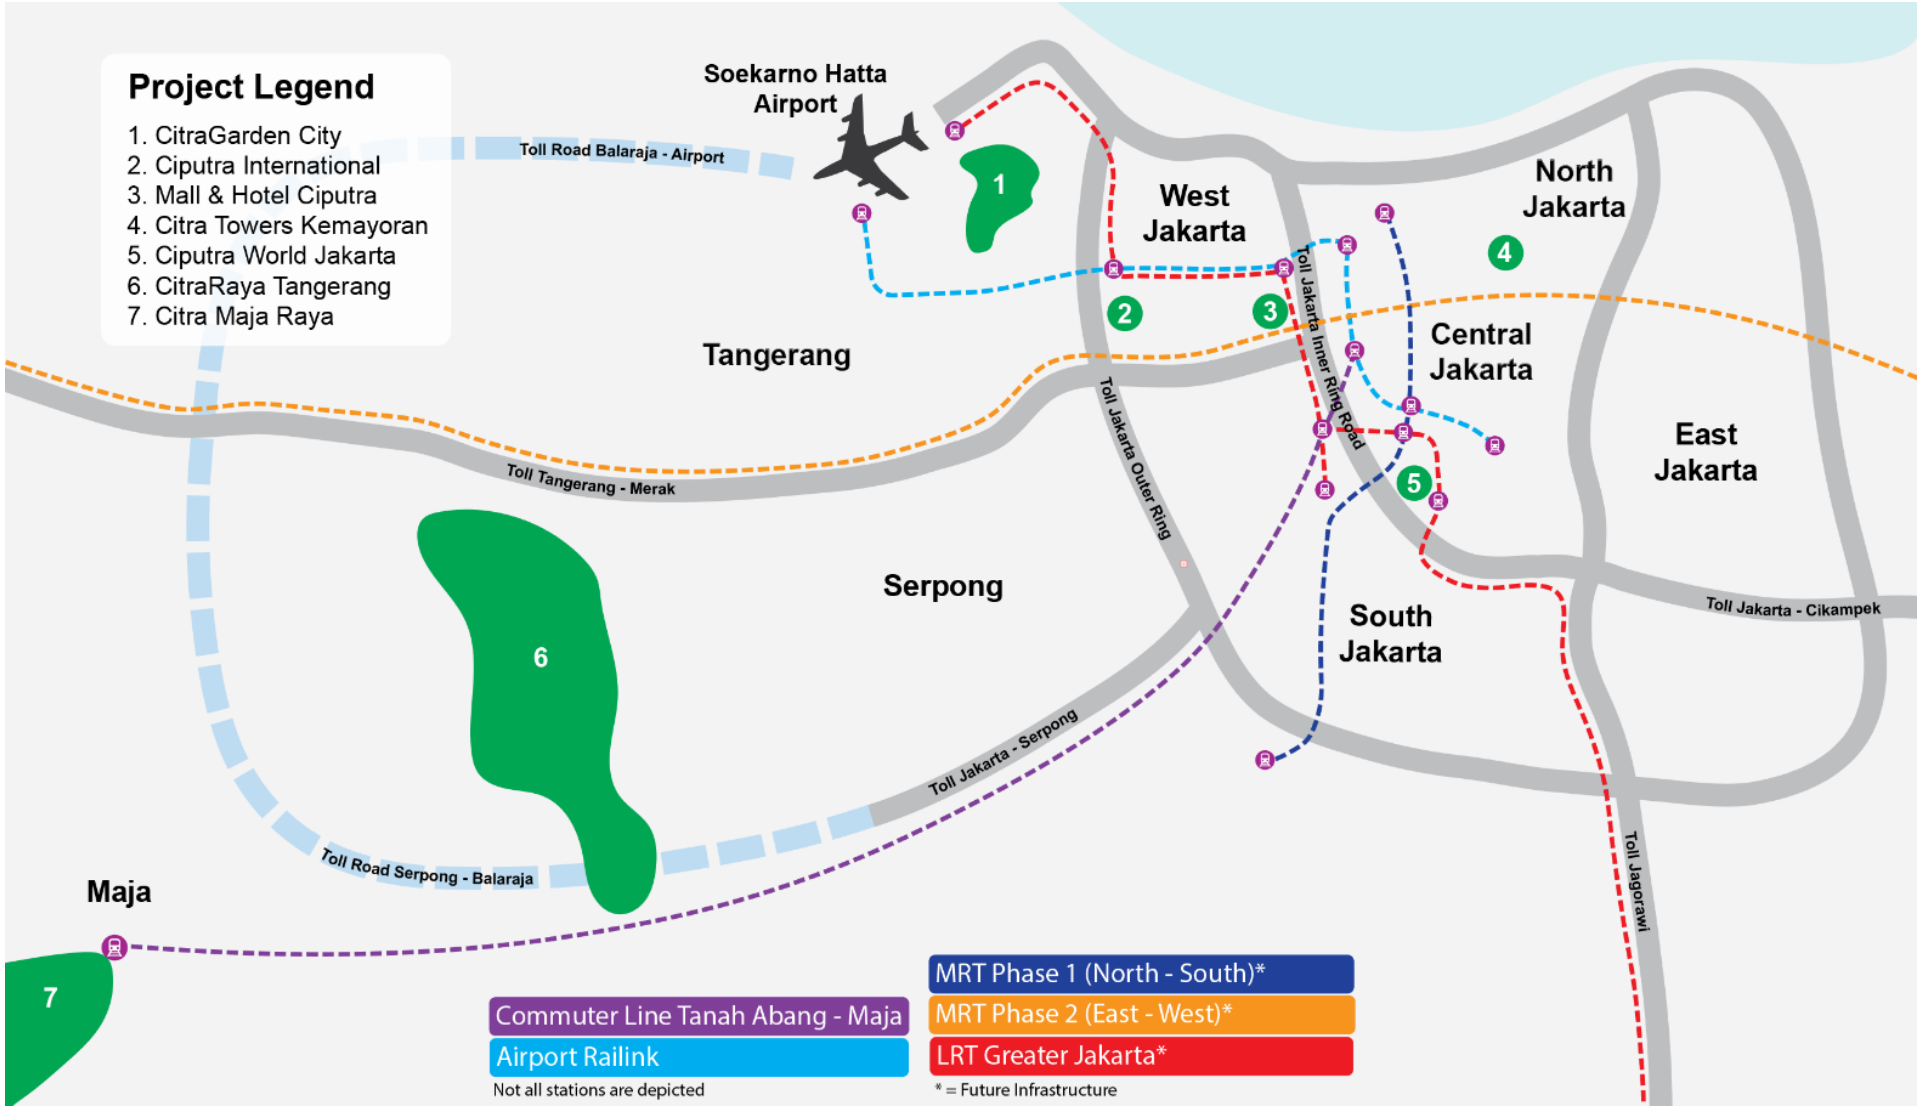 Project Legend
1. CitraGarden City
2. Ciputra International
3. Mall & Hotel Ciputra
4. Citra Towers Kemayoran
5. Ciputra World Jakarta
6. CitraRaya Tangerang
7. Citra Maja Raya
Soekarno Hatta
Airport
Toll Road Balaraja - Airport
1
West
Jakarta
North
Jakarta
4
2
3
Toll Jakarta Inner Ring Road
Central
Jakarta
Tangerang
Toll Jakarta Outer Ring
East
Jakarta
Toll Tangerang - Merak
5
Serpong
6
South
Jakarta
Toll Jakarta - Cikampek
Toll Jakarta - Serpong
Toll Road Serpong - Balaraja
Toll Jagorawi
Maja
7
Commuter Line Tanah Abang - Maja
Airport Railink
Not all stations are depicted
MRT Phase 1 (North - South)*
MRT Phase 2 (East - West)*
LRT Greater Jakarta*
* = Future Infrastructure